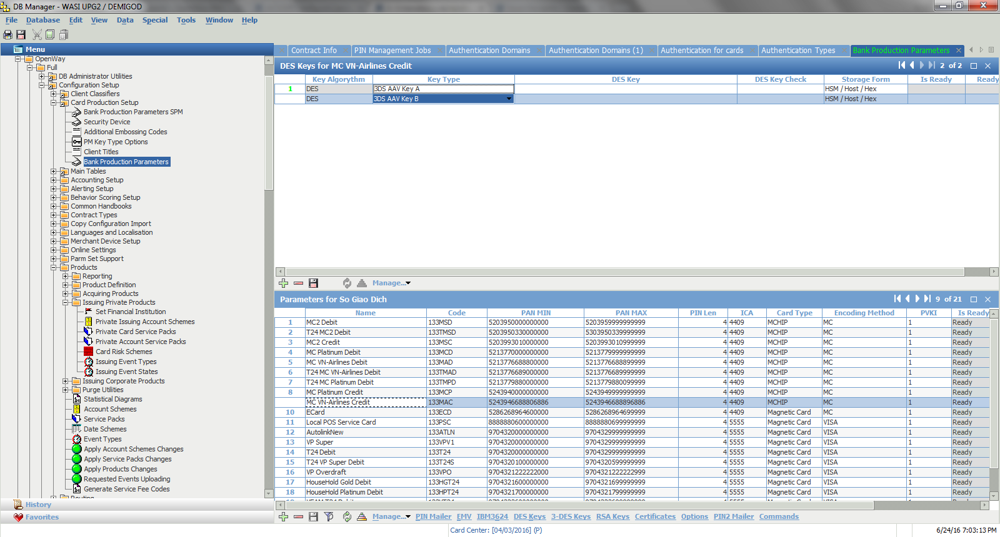 DB Manager - WASI UPG2 / DEMIGOD
File Database Edit View Data Special Tools Window Help
Menu
OpenWay
Full
DB Administrator Utilities
Configuration Setup
Client Classifiers
Card Production Setup
Bank Production Parameters SPM
Security Device
Additional Embossing Codes
PM Key Type Options
Client Titles
Bank Production Parameters
Main Tables
Accounting Setup
Alerting Setup
Behavior Scoring Setup
Common Handbooks
Contract Types
Copy Configuration Import
Languages and Localisation
Merchant Device Setup
Online Settings
Parm Set Support
Products
Reporting
Product Definition
Acquiring Products
Issuing Private Products
Set Financial Institution
Private Issuing Account Schemes
Private Card Service Packs
Private Account Service Packs
Card Risk Schemes
Issuing Event Types
Issuing Event States
Issuing Corporate Products
Purge Utilities
Statistical Diagrams
Account Schemes
Service Packs
Date Schemes
Event Types
Apply Account Schemes Changes
Apply Service Packs Changes
Apply Products Changes
Requested Events Uploading
Generate Service Fee Codes
History
Favorites
Contract Info PIN Management Jobs Authentication Domains Authentication Domains (1) Authentication for cards Authentication Types Bank Production Parameters
DES Keys for MC VN-Airlines Credit 2 of 2
Key Algorythm Key Type DES Key DES Key Check Storage Form Is Ready Ready
1 DES 3DS AAV Key A HSM / Host / Hex
DES 3DS AAV Key B HSM / Host / Hex
Manage...
Parameters for So Giao Dich 9 of 21
Name Code PAN MIN PAN MAX PIN Len ICA Card Type Encoding Method PVKI Is Ready
1 MC2 Debit 133MSD 5203950000000000 5203959999999999 4 4409 MCHIP MC 1 Ready
2 T24 MC2 Debit 133TMSD 5203950330000000 5303950339999999 4 4409 MCHIP MC 1 Ready
3 MC2 Credit 133MSC 5203993010000000 5203993010999999 4 4409 MCHIP MC 1 Ready
4 MC Platinum Debit 133MCD 5213770000000000 5213779999999999 4 4409 MCHIP MC 1 Ready
5 MC VN-Airlines Debit 133MAD 5213776688800000 5213776688899999 4 4409 MCHIP MC 1 Ready
6 T24 MC VN-Airlines Debit 133TMAD 5213776689000000 5213776689999999 4 4409 MCHIP MC 1 Ready
7 T24 MC Platinum Debit 133TMPD 5213779880000000 5213779880099999 4 4409 MCHIP MC 1 Ready
8 MC Platinum Credit 133MCP 5243940000000000 5243949999999999 4 4409 MCHIP MC 1 Ready
MC VN-Airlines Credit 133MAC 5243946688806886 5243946688896886 4 4409 MCHIP MC 1 Ready
10 ECard 133ECD 5286268964600000 5286268964699999 4 4409 Magnetic Card MC 1 Ready
11 Local POS Service Card 133PSC 8888880600000000 8888880699999999 4 5555 Magnetic Card VISA 1 Ready
12 AutolinkNew 133ATLN 9704320000000000 9704329999999999 4 5555 Magnetic Card VISA 1 Ready
13 VP Super 133VPV1 9704320000000000 9704329999999999 4 5555 Magnetic Card VISA 1 Ready
14 T24 Debit 133T24 9704320000000000 9704329999999999 4 5555 Magnetic Card VISA 1 Ready
15 T24 VP Super Debit 133T24S 9704320100000000 9704320599999999 4 5555 Magnetic Card VISA 1 Ready
16 VP Overdraft 133VPO 9704321222222000 9704321222222999 4 5555 Magnetic Card VISA 1 Ready
17 HouseHold Gold Debit 133HGT24 9704321600000000 9704321699999999 4 5555 Magnetic Card VISA 1 Ready
18 HouseHold Platinum Debit 133HPT24 9704321700000000 9704321799999999 4 5555 Magnetic Card VISA 1 Ready
Manage... PIN Mailer EMV IBM3624 DES Keys 3-DES Keys RSA Keys Certificates Options PIN2 Mailer Commands
Card Center: [04/03/2016] (P) 6/24/16 7:03:13 PM